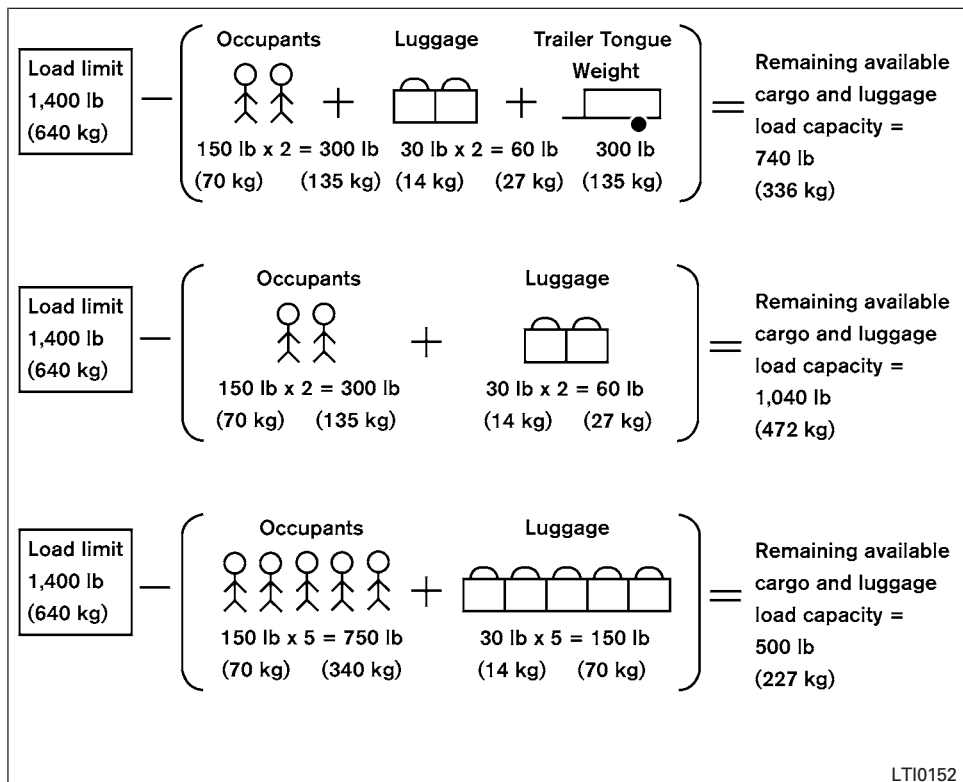 Occupants Luggage Trailer Tongue
Weight
Load limit
1,400 lb
(640 kg)
150 lb x 2 = 300 lb 30 lb x 2 = 60 lb 300 lb
(70 kg) (135 kg) (14 kg) (27 kg) (135 kg)
Remaining available
cargo and luggage
load capacity =
740 lb
(336 kg)
Occupants Luggage
Load limit
1,400 lb
(640 kg)
150 lb x 2 = 300 lb 30 lb x 2 = 60 lb
(70 kg) (135 kg) (14 kg) (27 kg)
Remaining available
cargo and luggage
load capacity =
1,040 lb
(472 kg)
Occupants Luggage
Load limit
1,400 lb
(640 kg)
150 lb x 5 = 750 lb 30 lb x 5 = 150 lb
(70 kg) (340 kg) (14 kg) (70 kg)
Remaining available
cargo and luggage
load capacity =
500 lb
(227 kg)
LTI0152